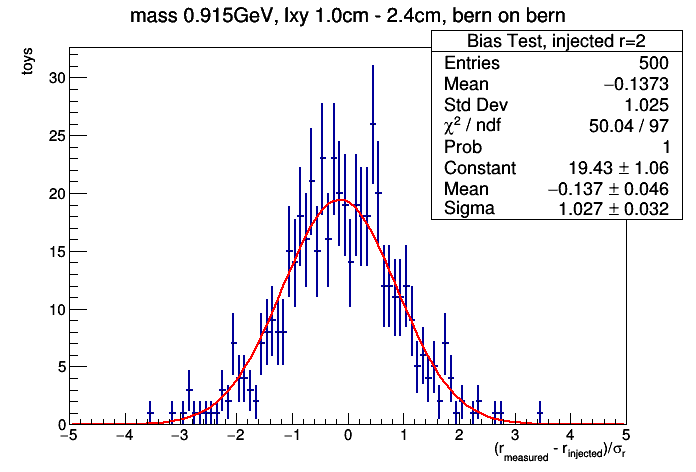 mass 0.915GeV, lxy 1.0cm - 2.4cm, bern on bern
toys
Bias Test, injected r=2
Entries 500
Mean −0.1373
Std Dev 1.025
χ² / ndf 50.04 / 97
Prob 1
Constant 19.43 ± 1.06
Mean −0.137 ± 0.046
Sigma 1.027 ± 0.032
30
25
20
15
10
5
0
−5 −4 −3 −2 −1 0 1 2 3 4 5
(r_measured - r_injected)/σ_r